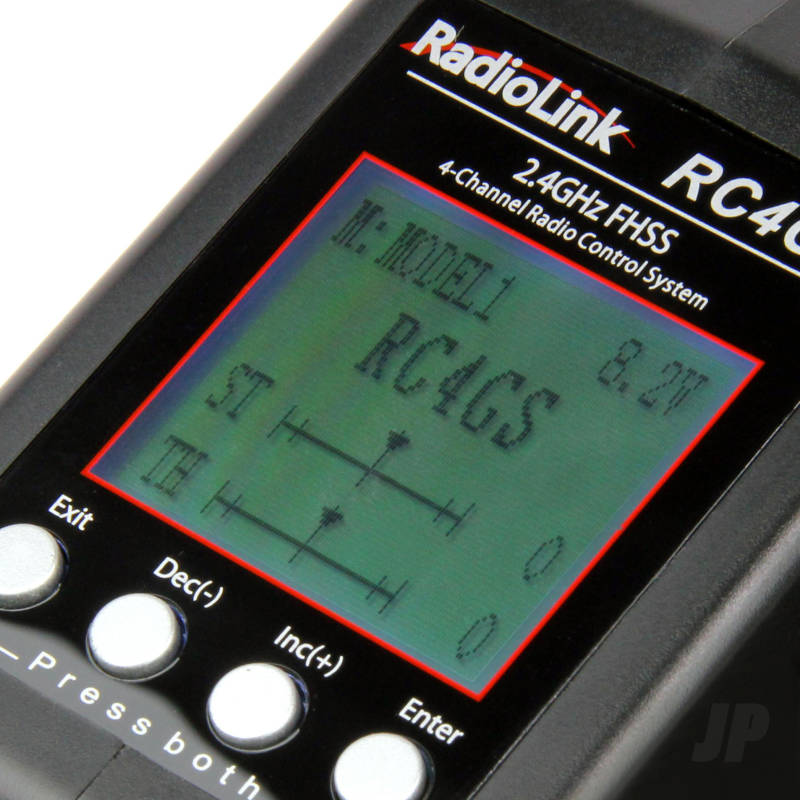 RadioLink
RC4G
2.4GHz FHSS
4-Channel Radio Control System
M: MODEL1
8.2V
RC4GS
ST
0
TH
0
Exit
Dec(-)
Inc(+)
Enter
Press both
JP